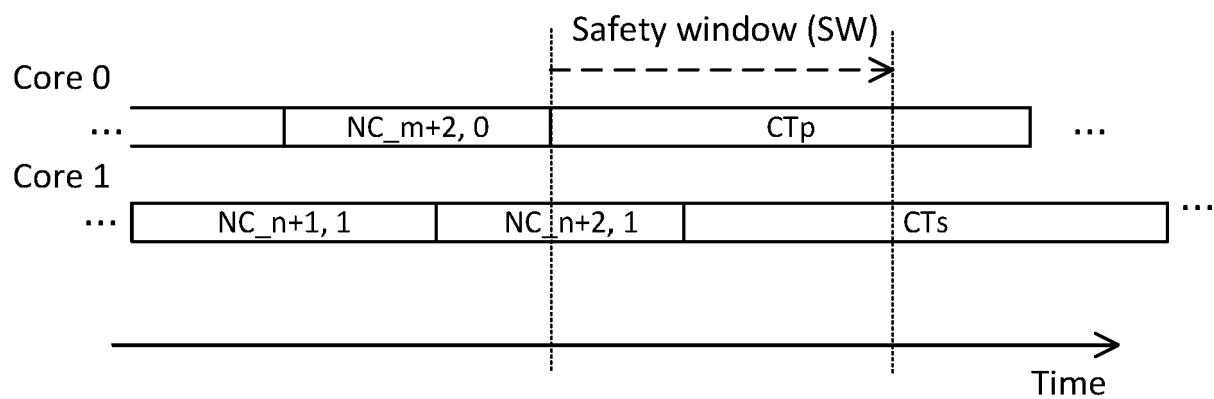 Safety window (SW)
Core 0
... NC_m+2, 0 CTp ...
Core 1
... NC_n+1, 1 NC_n+2, 1 CTs ...
Time